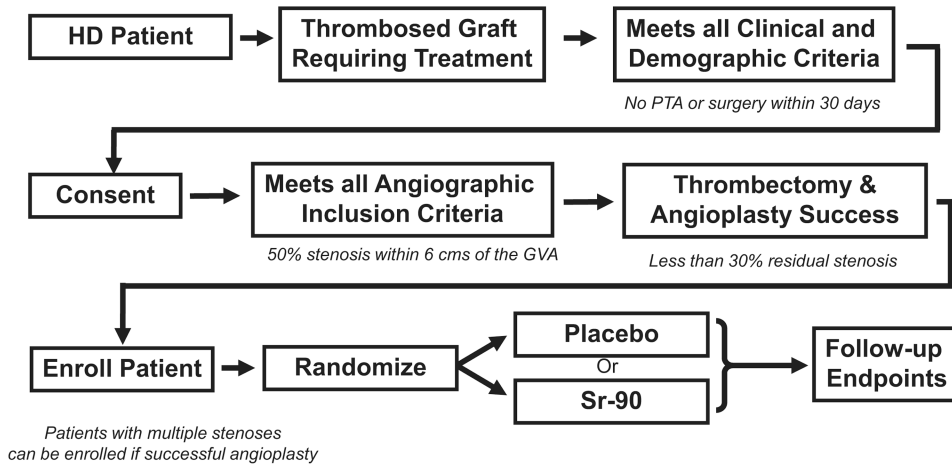 HD Patient
Thrombosed Graft
Requiring Treatment
Meets all Clinical and
Demographic Criteria
No PTA or surgery within 30 days
Consent
Meets all Angiographic
Inclusion Criteria
50% stenosis within 6 cms of the GVA
Thrombectomy &
Angioplasty Success
Less than 30% residual stenosis
Enroll Patient
Patients with multiple stenoses
can be enrolled if successful angioplasty
Randomize
Placebo
Or
Sr-90
Follow-up
Endpoints